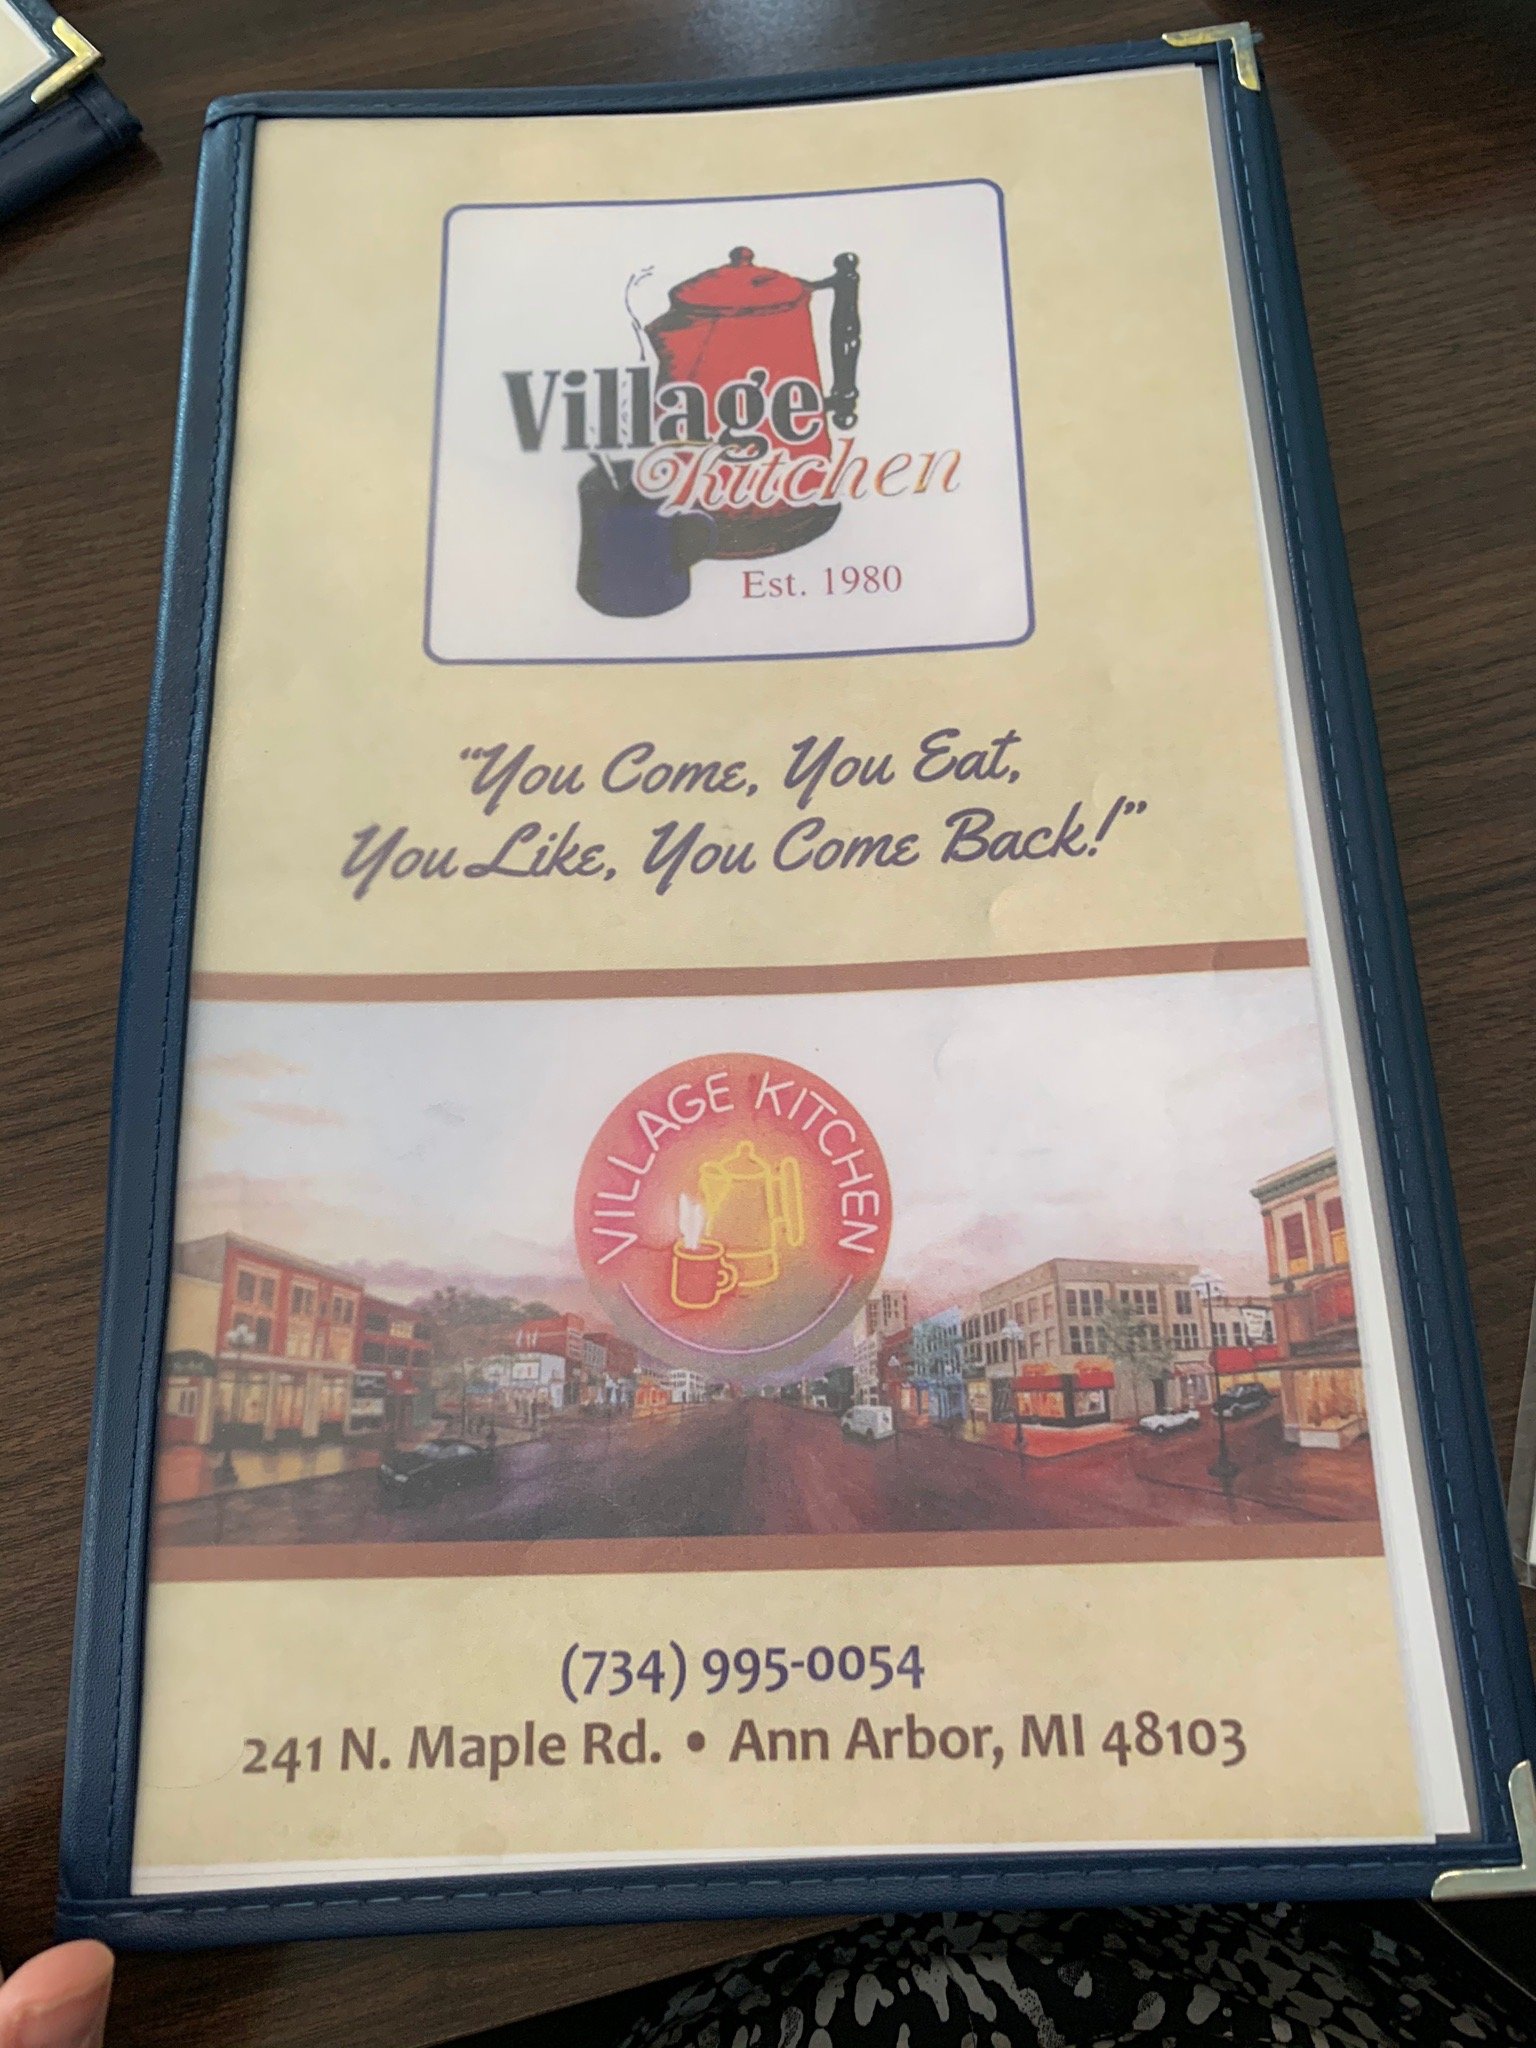 Village
Kitchen
Est. 1980
“You Come, You Eat,
You Like, You Come Back!”
VILLAGE KITCHEN
(734) 995-0054
241 N. Maple Rd. • Ann Arbor, MI 48103